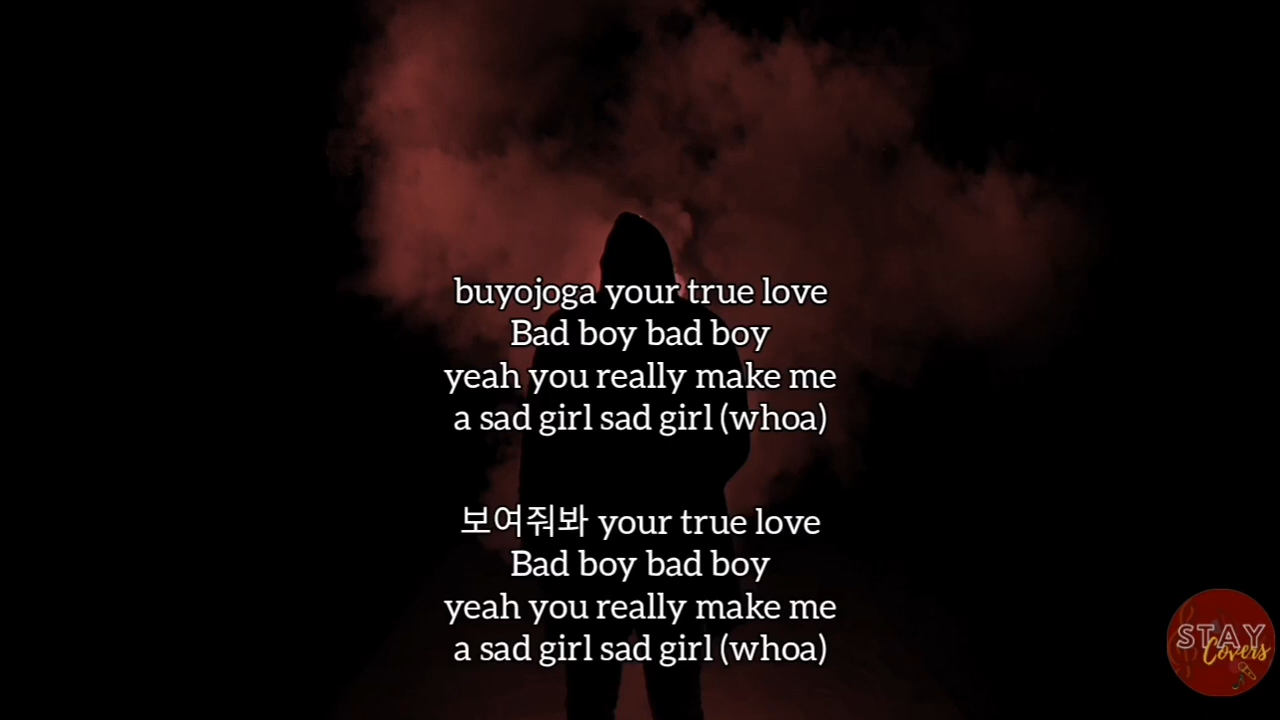 buyojoga your true love
Bad boy bad boy
yeah you really make me
a sad girl sad girl (whoa)
보여줘봐 your true love
Bad boy bad boy
yeah you really make me
a sad girl sad girl (whoa)
STAY
Covers